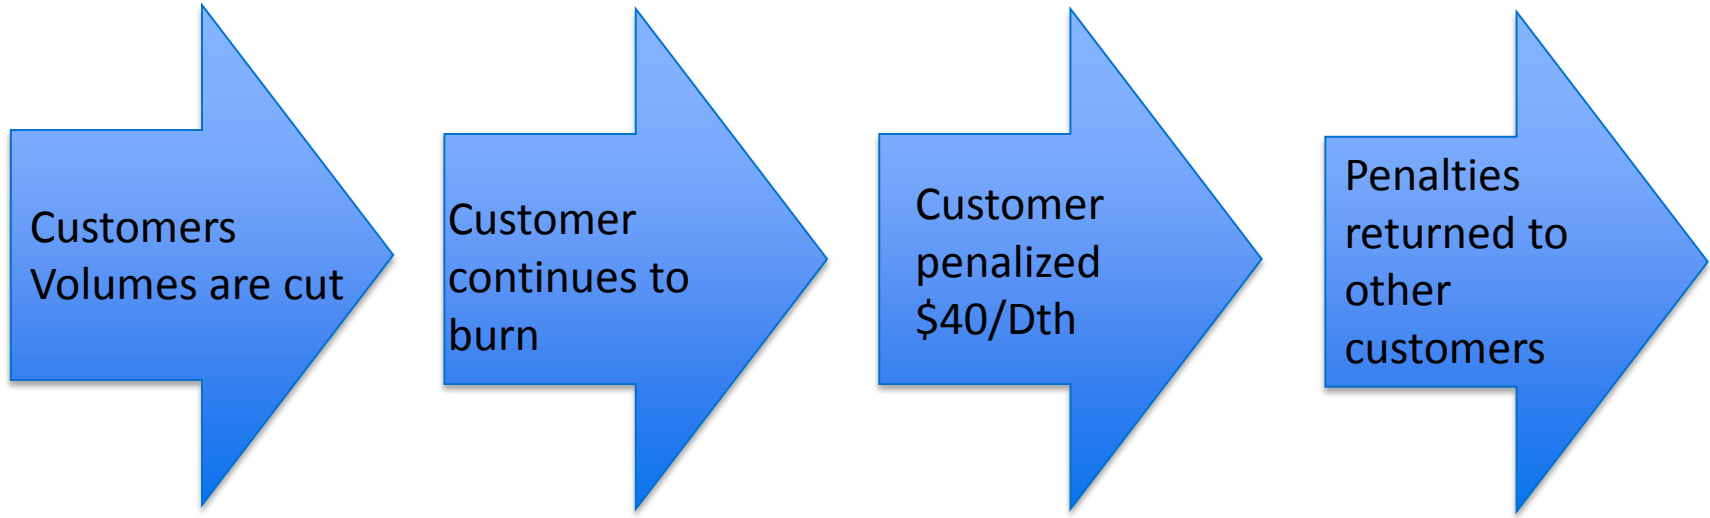 Customers
Volumes are cut
Customer
continues to
burn
Customer
penalized
$40/Dth
Penalties
returned to
other
customers